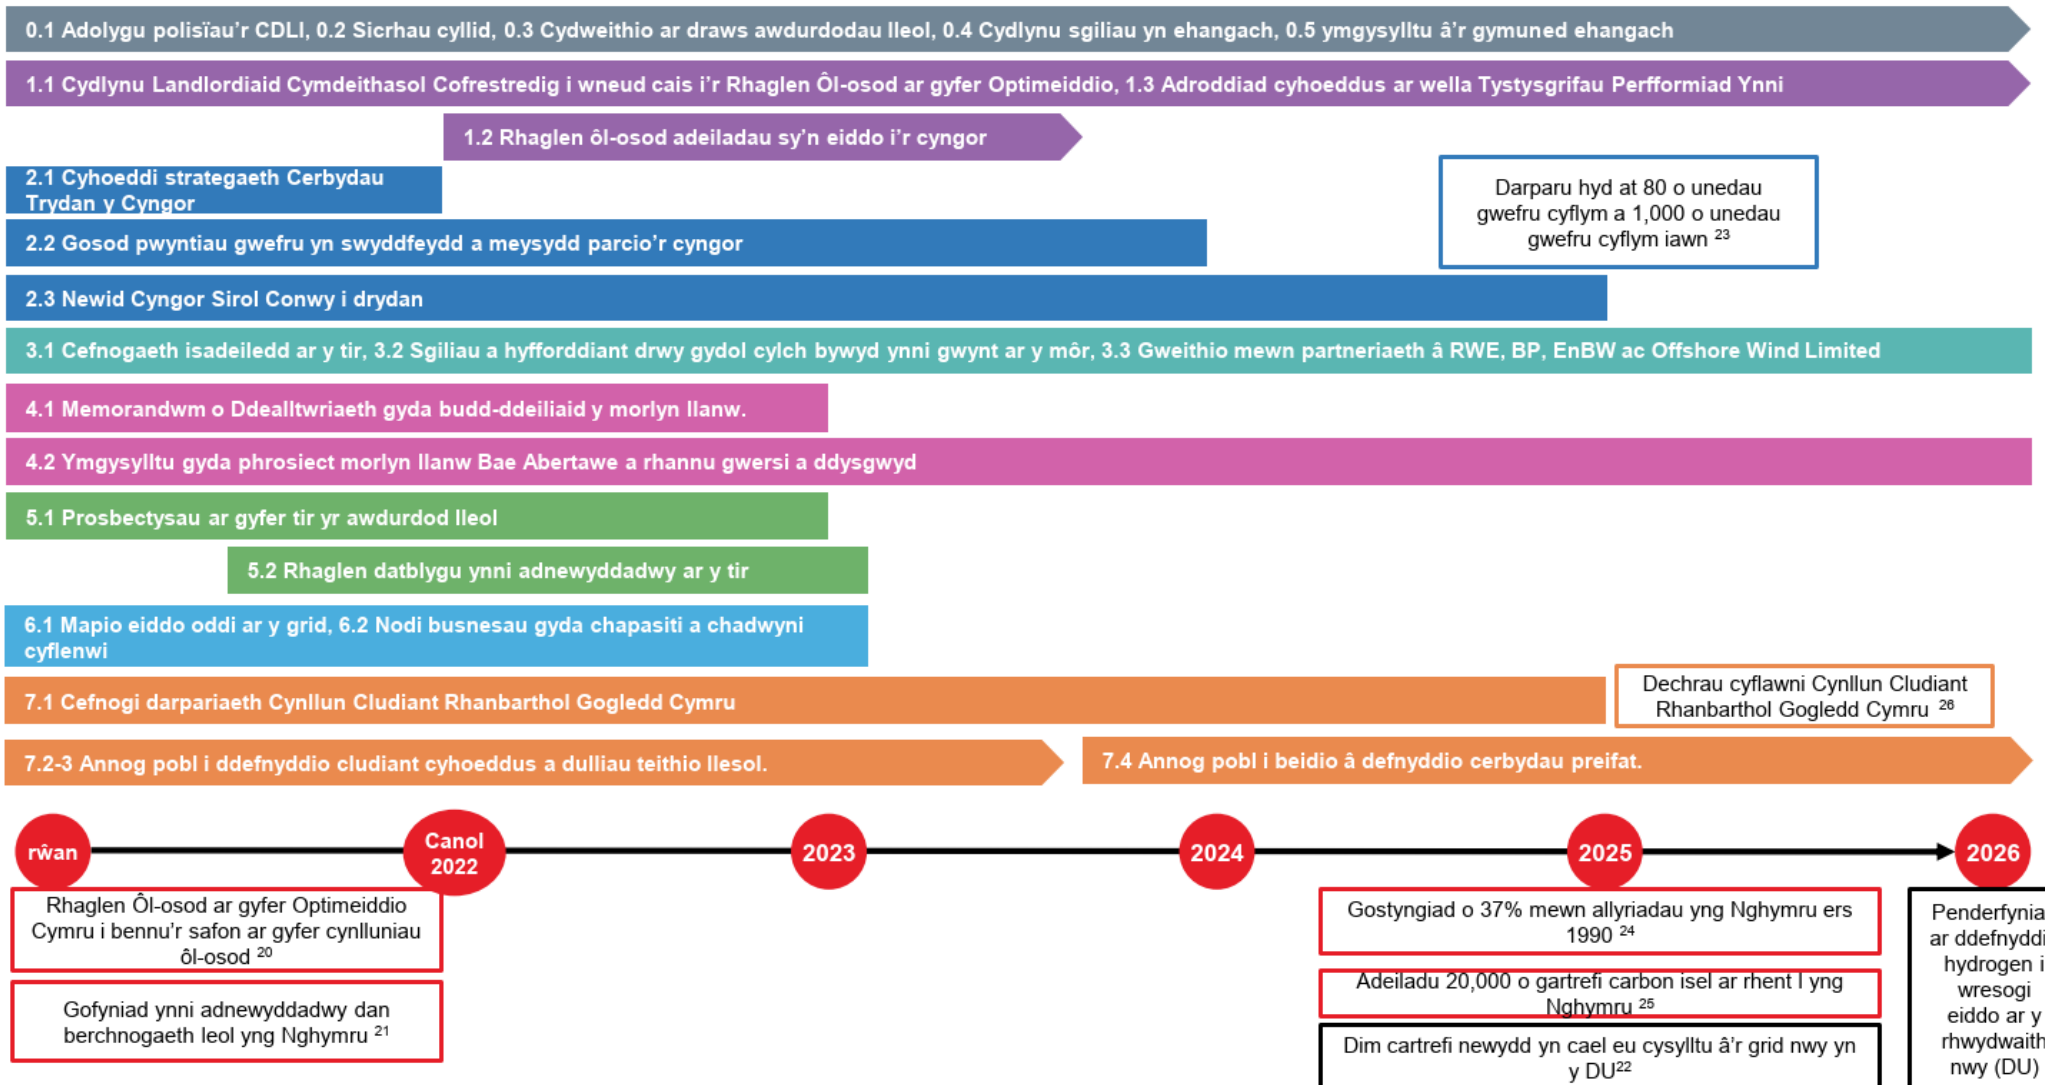 0.1 Adolygu polisïau’r CDLl, 0.2 Sicrhau cyllid, 0.3 Cydweithio ar draws awdurdodau lleol, 0.4 Cydlynu sgiliau yn ehangach, 0.5 ymgysylltu â’r gymuned ehangach
1.1 Cydlynu Landlordiaid Cymdeithasol Cofrestredig i wneud cais i’r Rhaglen Ôl-osod ar gyfer Optimeiddio, 1.3 Adroddiad cyhoeddus ar wella Tystysgrifau Perfformiad Ynni
1.2 Rhaglen ôl-osod adeiladau sy’n eiddo i’r cyngor
2.1 Cyhoeddi strategaeth Cerbydau
Trydan y Cyngor
Darparu hyd at 80 o unedau
gwefru cyflym a 1,000 o unedau
gwefru cyflym iawn ²³
2.2 Gosod pwyntiau gwefru yn swyddfeydd a meysydd parcio’r cyngor
2.3 Newid Cyngor Sirol Conwy i drydan
3.1 Cefnogaeth isadeiledd ar y tir, 3.2 Sgiliau a hyfforddiant drwy gydol cylch bywyd ynni gwynt ar y môr, 3.3 Gweithio mewn partneriaeth â RWE, BP, EnBW ac Offshore Wind Limited
4.1 Memorandwm o Ddealltwriaeth gyda budd-ddeiliaid y morlyn llanw.
4.2 Ymgysylltu gyda phrosiect morlyn llanw Bae Abertawe a rhannu gwersi a ddysgwyd
5.1 Prosbectysau ar gyfer tir yr awdurdod lleol
5.2 Rhaglen datblygu ynni adnewyddadwy ar y tir
6.1 Mapio eiddo oddi ar y grid, 6.2 Nodi busnesau gyda chapasiti a chadwyni
cyflenwi
7.1 Cefnogi darpariaeth Cynllun Cludiant Rhanbarthol Gogledd Cymru
Dechrau cyflawni Cynllun Cludiant
Rhanbarthol Gogledd Cymru ²⁶
7.2-3 Annog pobl i ddefnyddio cludiant cyhoeddus a dulliau teithio llesol.
7.4 Annog pobl i beidio â defnyddio cerbydau preifat.
rŵan
Canol
2022
2023
2024
2025
2026
Rhaglen Ôl-osod ar gyfer Optimeiddio
Cymru i bennu’r safon ar gyfer cynlluniau
ôl-osod ²⁰
Gofyniad ynni adnewyddadwy dan
berchnogaeth leol yng Nghymru ²¹
Gostyngiad o 37% mewn allyriadau yng Nghymru ers
1990 ²⁴
Adeiladu 20,000 o gartrefi carbon isel ar rhent l yng
Nghymru ²⁵
Dim cartrefi newydd yn cael eu cysylltu â’r grid nwy yn
y DU²²
ar
hydrogen i
wresogi
eiddo ar y
rhwydwaith
nwy (DU)